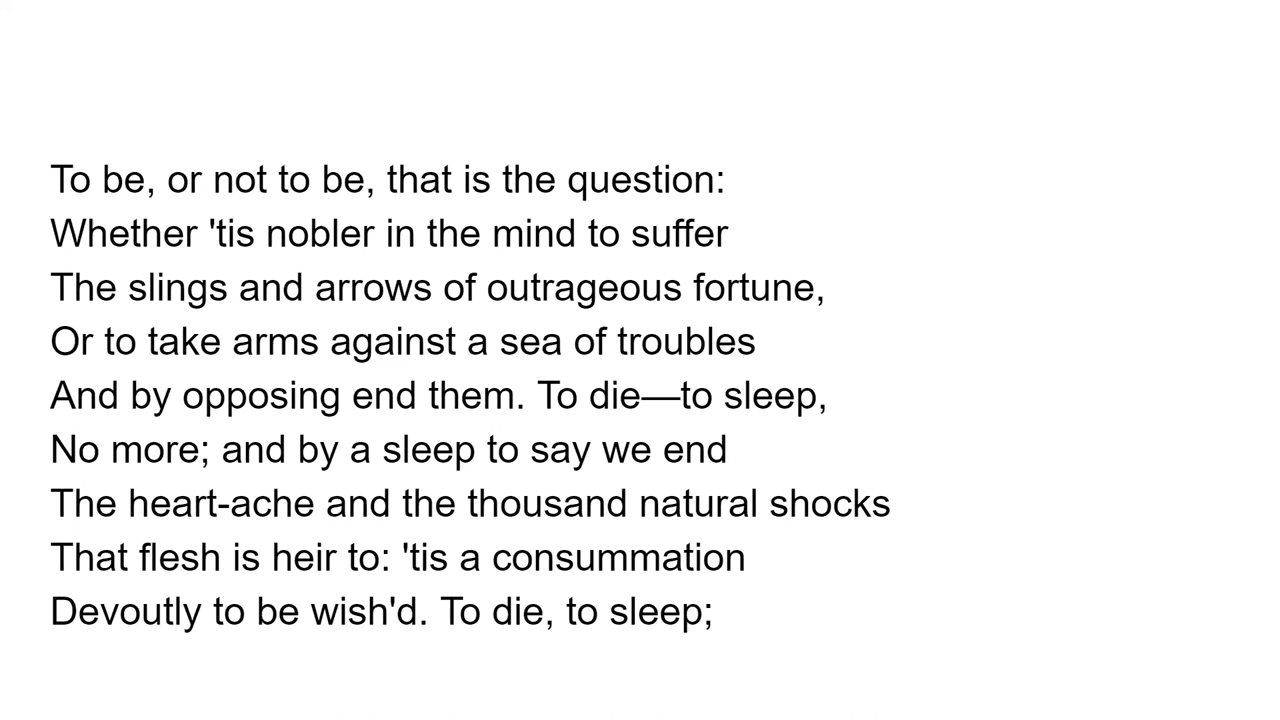 To be, or not to be, that is the question:
Whether 'tis nobler in the mind to suffer
The slings and arrows of outrageous fortune,
Or to take arms against a sea of troubles
And by opposing end them. To die—to sleep,
No more; and by a sleep to say we end
The heart-ache and the thousand natural shocks
That flesh is heir to: 'tis a consummation
Devoutly to be wish'd. To die, to sleep;